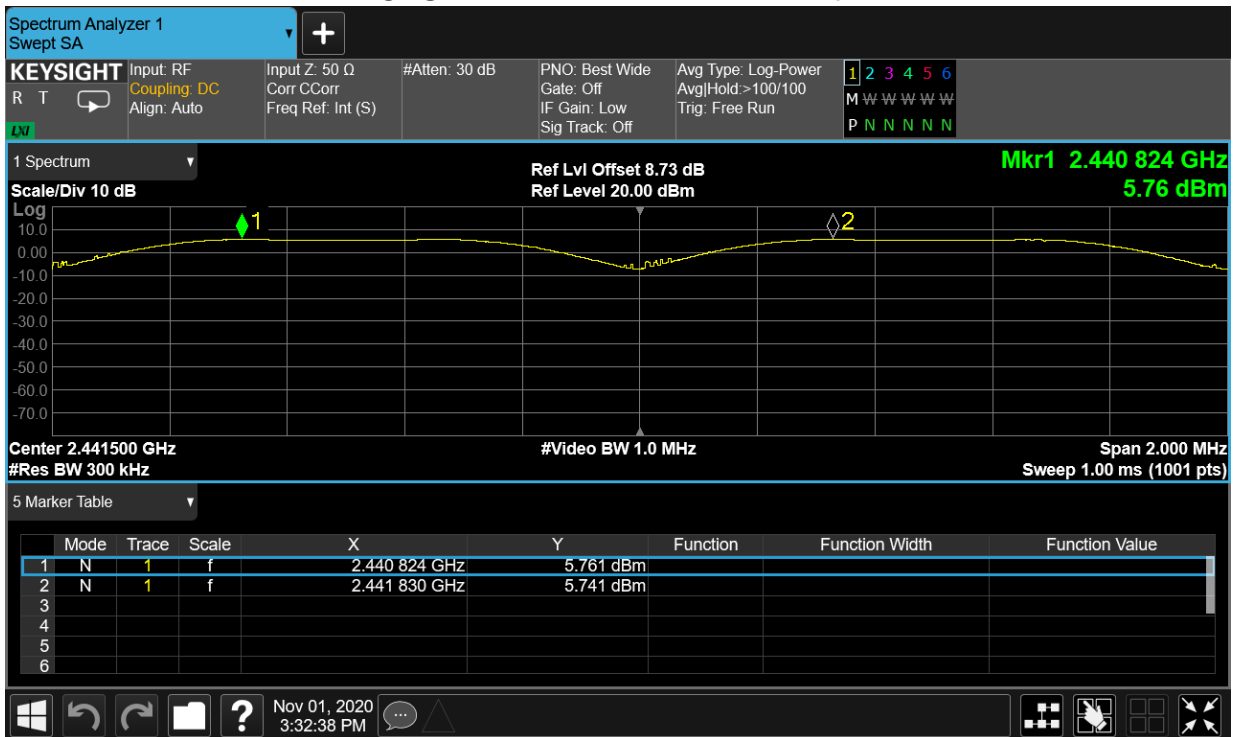 Spectrum Analyzer 1
Swept SA
+
KEYSIGHT Input: RF Input Z: 50 Ω #Atten: 30 dB PNO: Best Wide Avg Type: Log-Power 1 2 3 4 5 6
R T Coupling: DC Corr CCorr Gate: Off Avg|Hold:>100/100 M W W W W W
Align: Auto Freq Ref: Int (S) IF Gain: Low Trig: Free Run
LXI Sig Track: Off P N N N N N
1 Spectrum Ref Lvl Offset 8.73 dB Mkr1 2.440 824 GHz
Scale/Div 10 dB Ref Level 20.00 dBm 5.76 dBm
Log
1 2
10.0
0.00
-10.0
-20.0
-30.0
-40.0
-50.0
-60.0
-70.0
Center 2.441500 GHz #Video BW 1.0 MHz Span 2.000 MHz
#Res BW 300 kHz Sweep 1.00 ms (1001 pts)
5 Marker Table
Mode Trace Scale X Y Function Function Width Function Value
1 N 1 f 2.440 824 GHz 5.761 dBm
2 N 1 f 2.441 830 GHz 5.741 dBm
3
4
5
6
? Nov 01, 2020
3:32:38 PM